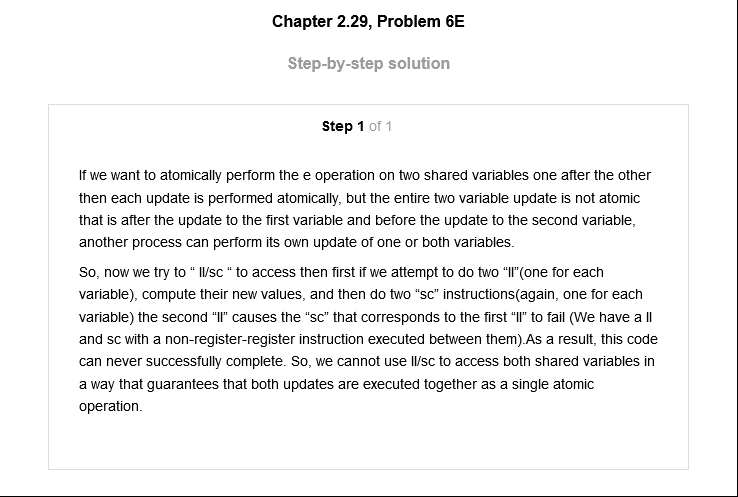 Chapter 2.29, Problem 6E
Step-by-step solution
Step 1 of 1
If we want to atomically perform the e operation on two shared variables one after the other
then each update is performed atomically, but the entire two variable update is not atomic
that is after the update to the first variable and before the update to the second variable,
another process can perform its own update of one or both variables.
So, now we try to “ ll/sc “ to access then first if we attempt to do two “ll”(one for each
variable), compute their new values, and then do two “sc” instructions(again, one for each
variable) the second “ll” causes the “sc” that corresponds to the first “ll” to fail (We have a ll
and sc with a non-register-register instruction executed between them).As a result, this code
can never successfully complete. So, we cannot use ll/sc to access both shared variables in
a way that guarantees that both updates are executed together as a single atomic
operation.